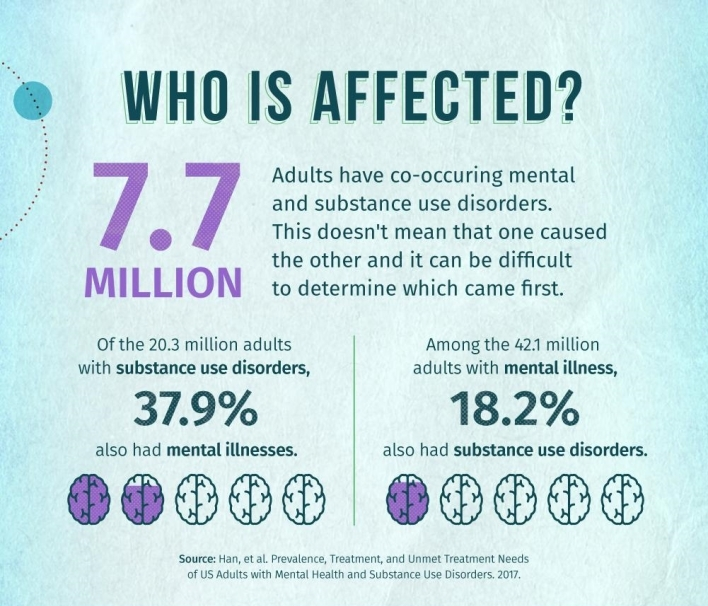 WHO IS AFFECTED?
7.7
MILLION
Adults have co-occuring mental
and substance use disorders.
This doesn't mean that one caused
the other and it can be difficult
to determine which came first.
Of the 20.3 million adults
with substance use disorders,
37.9%
also had mental illnesses.
Among the 42.1 million
adults with mental illness,
18.2%
also had substance use disorders.
Source: Han, et al. Prevalence, Treatment, and Unmet Treatment Needs
of US Adults with Mental Health and Substance Use Disorders. 2017.